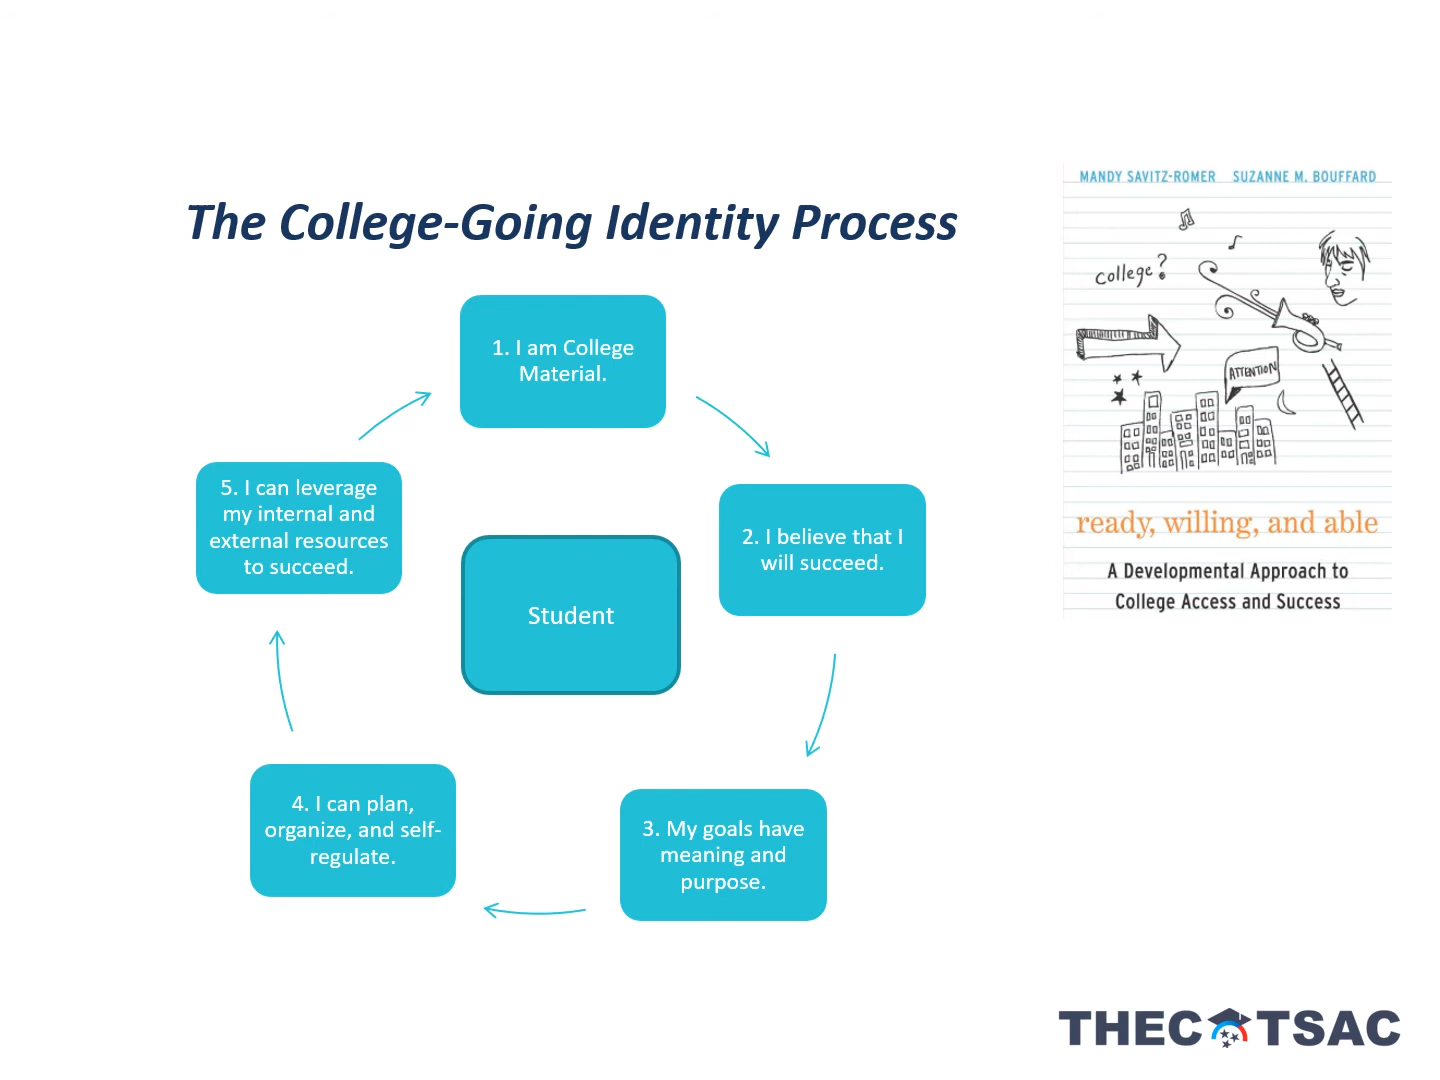 The College-Going Identity Process
1. I am College
Material.
2. I believe that I
will succeed.
3. My goals have
meaning and
purpose.
4. I can plan,
organize, and self-
regulate.
5. I can leverage
my internal and
external resources
to succeed.
Student
MANDY SAVITZ-ROMER SUZANNE M. BOUFFARD
college?
ATTENTION
ready, willing, and able
A Developmental Approach to
College Access and Success
THEC TSAC